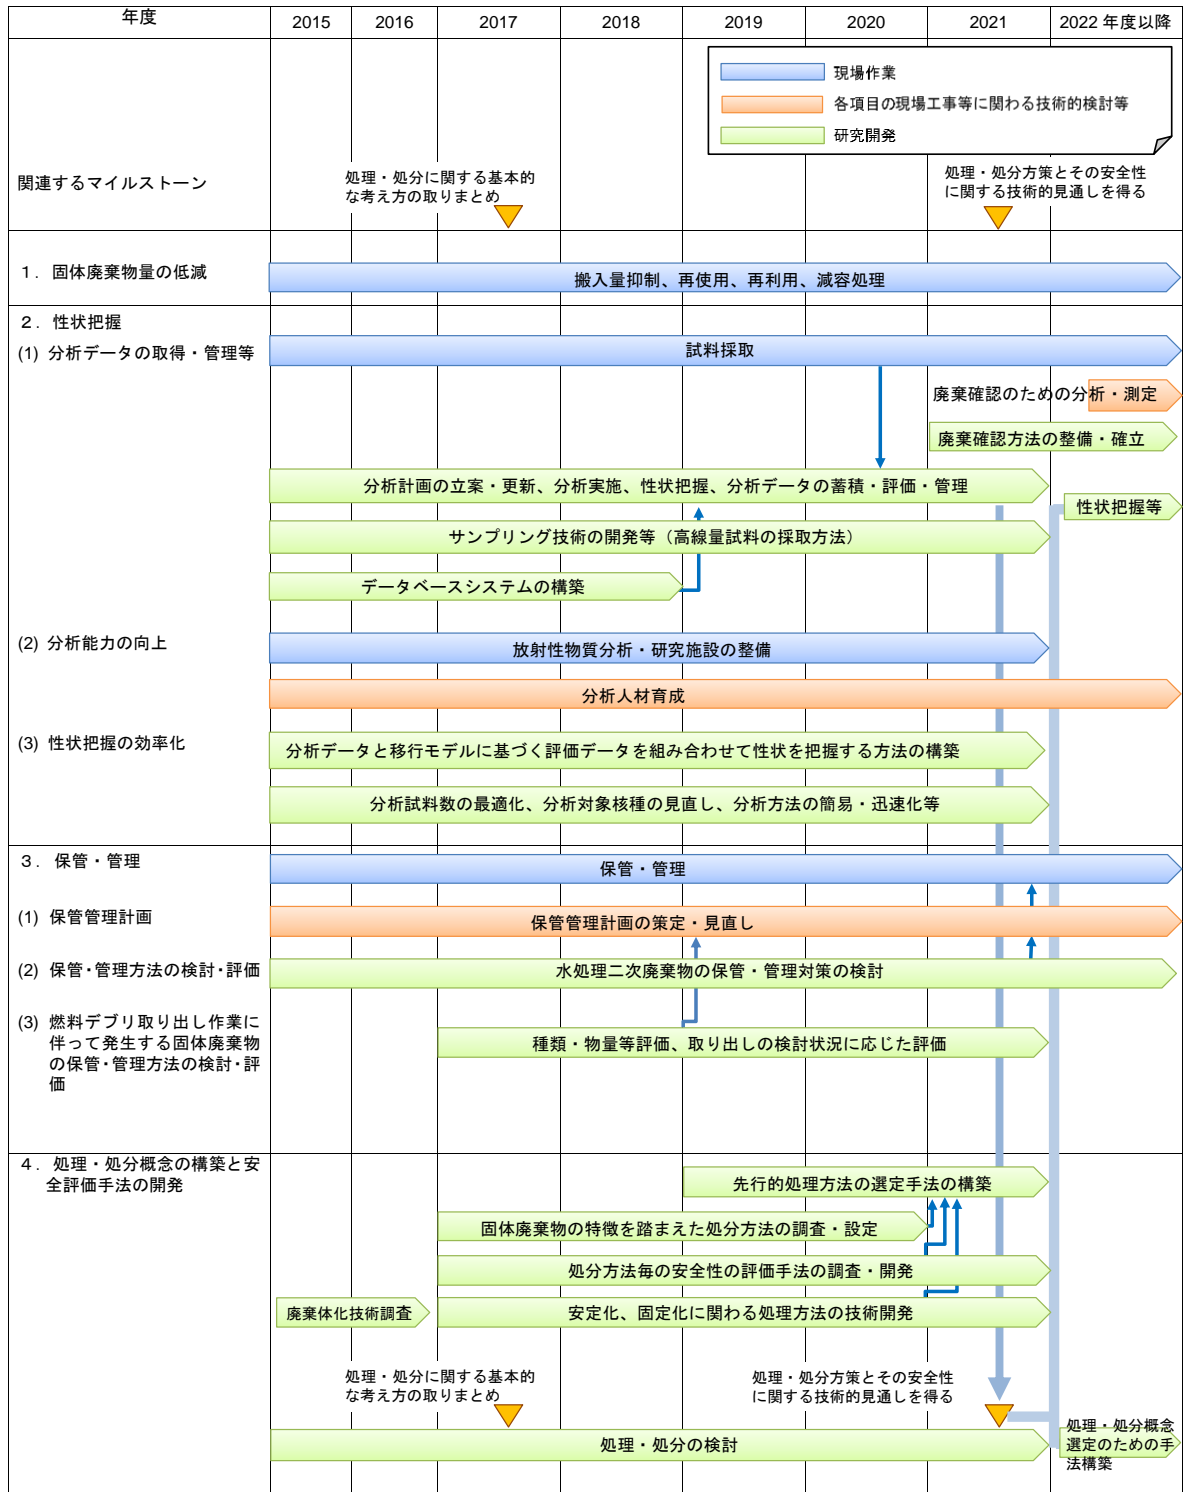 年度
2015
2016
2017
2018
2019
2020
2021
2022 年度以降
現場作業
各項目の現場工事等に関わる技術的検討等
研究開発
関連するマイルストーン
処理・処分に関する基本的
な考え方の取りまとめ
処理・処分方策とその安全性
に関する技術的見通しを得る
１．固体廃棄物量の低減
搬入量抑制、再使用、再利用、減容処理
２．性状把握
(1) 分析データの取得・管理等
試料採取
廃棄確認のための分析・測定
廃棄確認方法の整備・確立
分析計画の立案・更新、分析実施、性状把握、分析データの蓄積・評価・管理
性状把握等
サンプリング技術の開発等（高線量試料の採取方法）
データベースシステムの構築
(2) 分析能力の向上
放射性物質分析・研究施設の整備
分析人材育成
(3) 性状把握の効率化
分析データと移行モデルに基づく評価データを組み合わせて性状を把握する方法の構築
分析試料数の最適化、分析対象核種の見直し、分析方法の簡易・迅速化等
３．保管・管理
保管・管理
(1) 保管管理計画
保管管理計画の策定・見直し
(2) 保管・管理方法の検討・評価
水処理二次廃棄物の保管・管理対策の検討
(3) 燃料デブリ取り出し作業に
伴って発生する固体廃棄物
の保管・管理方法の検討・評
価
種類・物量等評価、取り出しの検討状況に応じた評価
４．処理・処分概念の構築と安
全評価手法の開発
先行的処理方法の選定手法の構築
固体廃棄物の特徴を踏まえた処分方法の調査・設定
処分方法毎の安全性の評価手法の調査・開発
廃棄体化技術調査
安定化、固定化に関わる処理方法の技術開発
処理・処分に関する基本的
な考え方の取りまとめ
処理・処分方策とその安全性
に関する技術的見通しを得る
処理・処分の検討
処理・処分概念
選定のための手
法構築